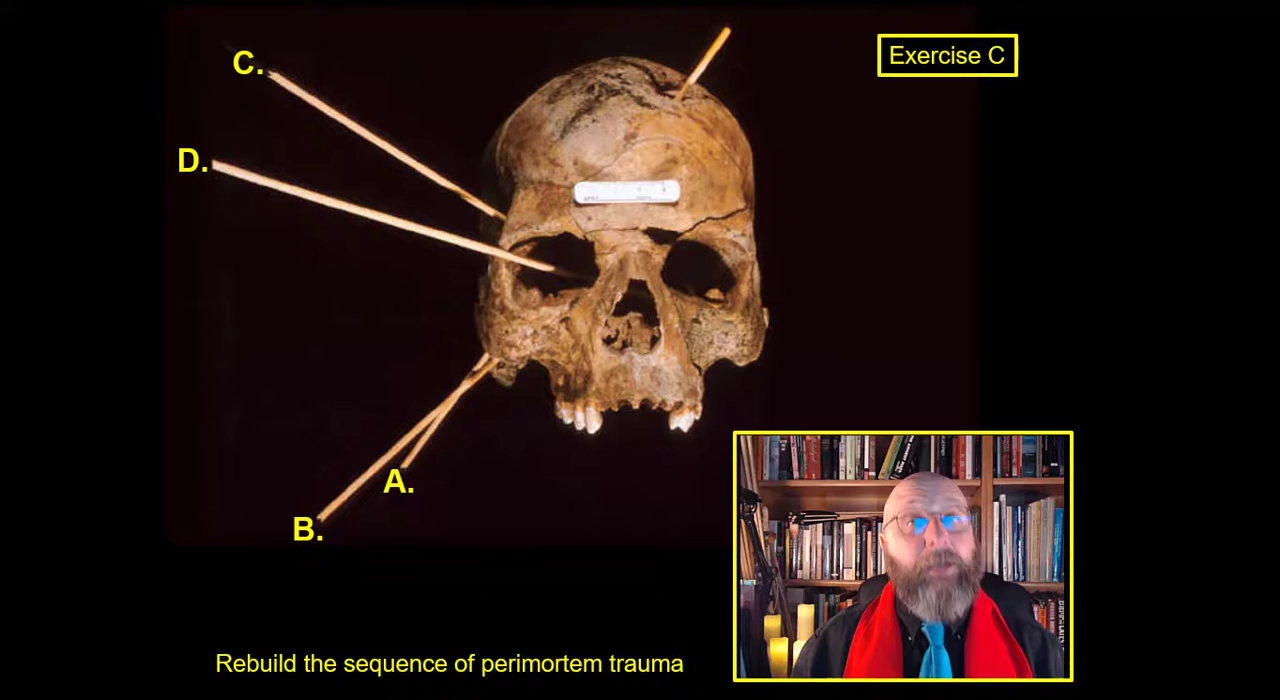 Exercise C
C.
D.
A.
B.
Rebuild the sequence of perimortem trauma